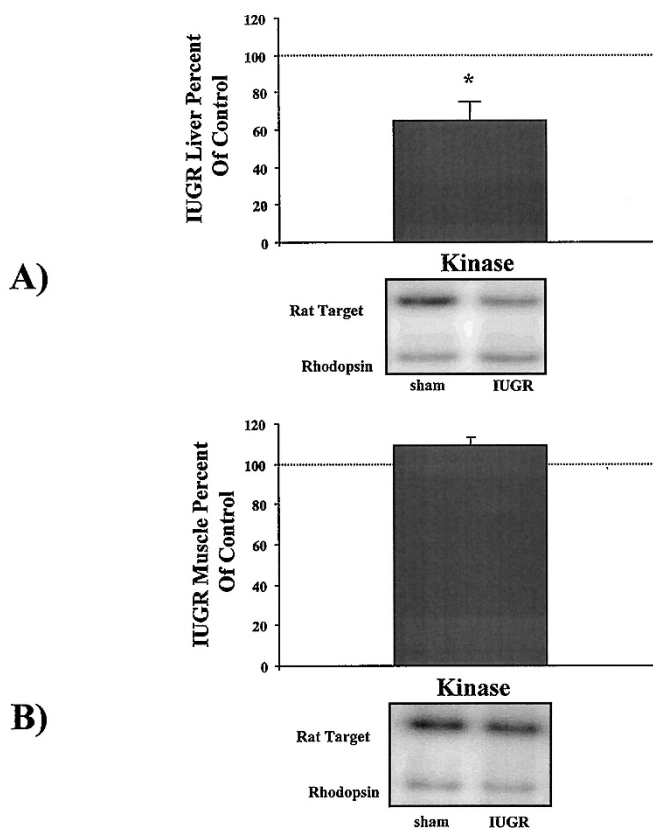 120
100
80
60
40
20
0
IUGR Liver Percent
Of Control
*
Kinase
A)
Rat Target
Rhodopsin
sham IUGR
120
100
80
60
40
20
0
IUGR Muscle Percent
Of Control
Kinase
B)
Rat Target
Rhodopsin
sham IUGR